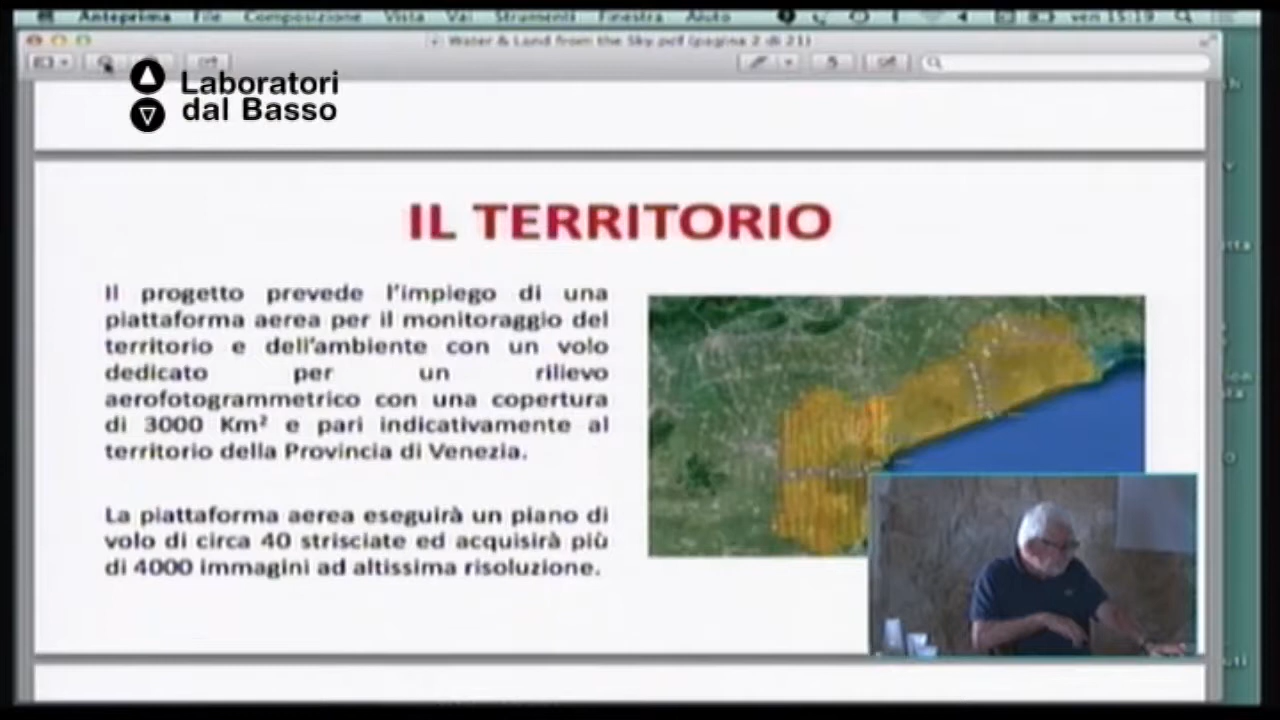 Anteprima File Composizione Vista Vai Strumenti Finestra Aiuto ven 15:19
Water & Land from the Sky.pdf (pagina 2 di 21)
Laboratori
dal Basso
IL TERRITORIO
Il progetto prevede l'impiego di una
piattaforma aerea per il monitoraggio del
territorio e dell'ambiente con un volo
dedicato per un rilievo
aerofotogrammetrico con una copertura
di 3000 Km² e pari indicativamente al
territorio della Provincia di Venezia.
La piattaforma aerea eseguirà un piano di
volo di circa 40 strisciate ed acquisirà più
di 4000 immagini ad altissima risoluzione.